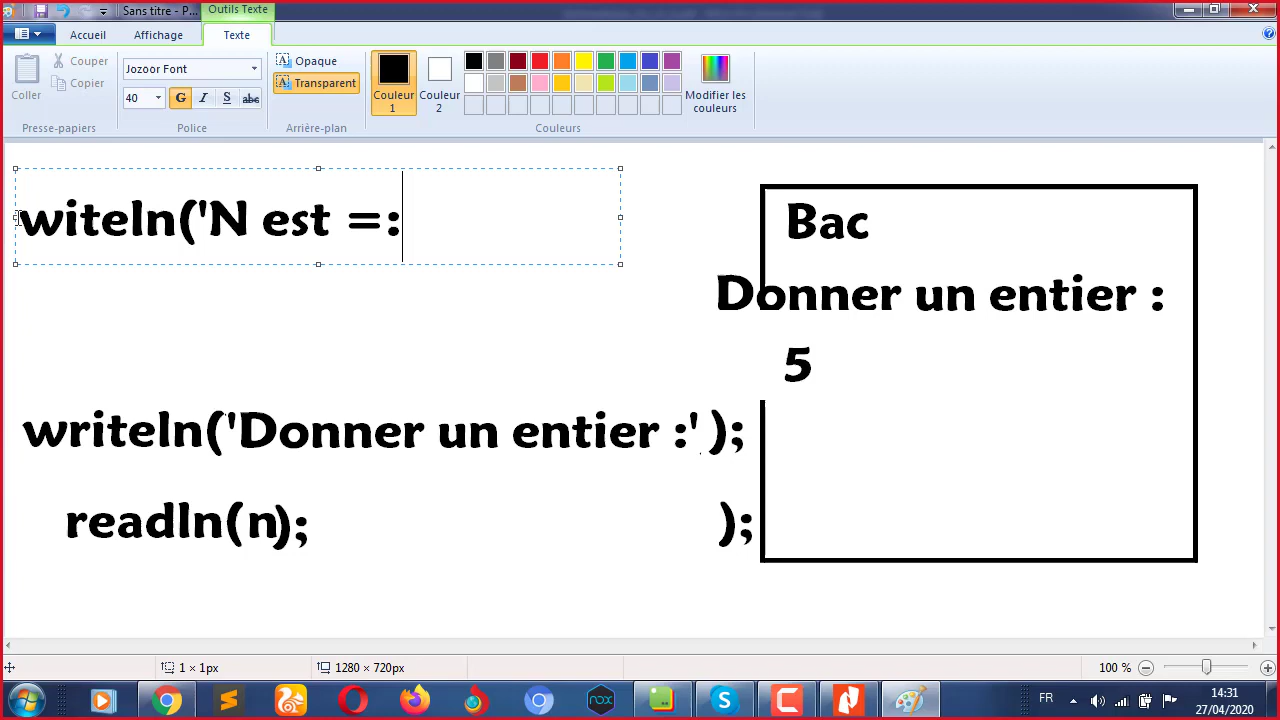 Sans titre - P...
Outils Texte
Accueil
Affichage
Texte
Coller
Couper
Copier
Presse-papiers
Jozoor Font
40
G
I
S
abc
Police
Opaque
Transparent
Arrière-plan
Couleur 1
Couleur 2
Modifier les couleurs
Couleurs
witeln('N est =:
Bac
Donner un entier :
5
writeln('Donner un entier :' );
readln(n);
);
1 × 1px
1280 × 720px
100 %
FR
14:31
27/04/2020